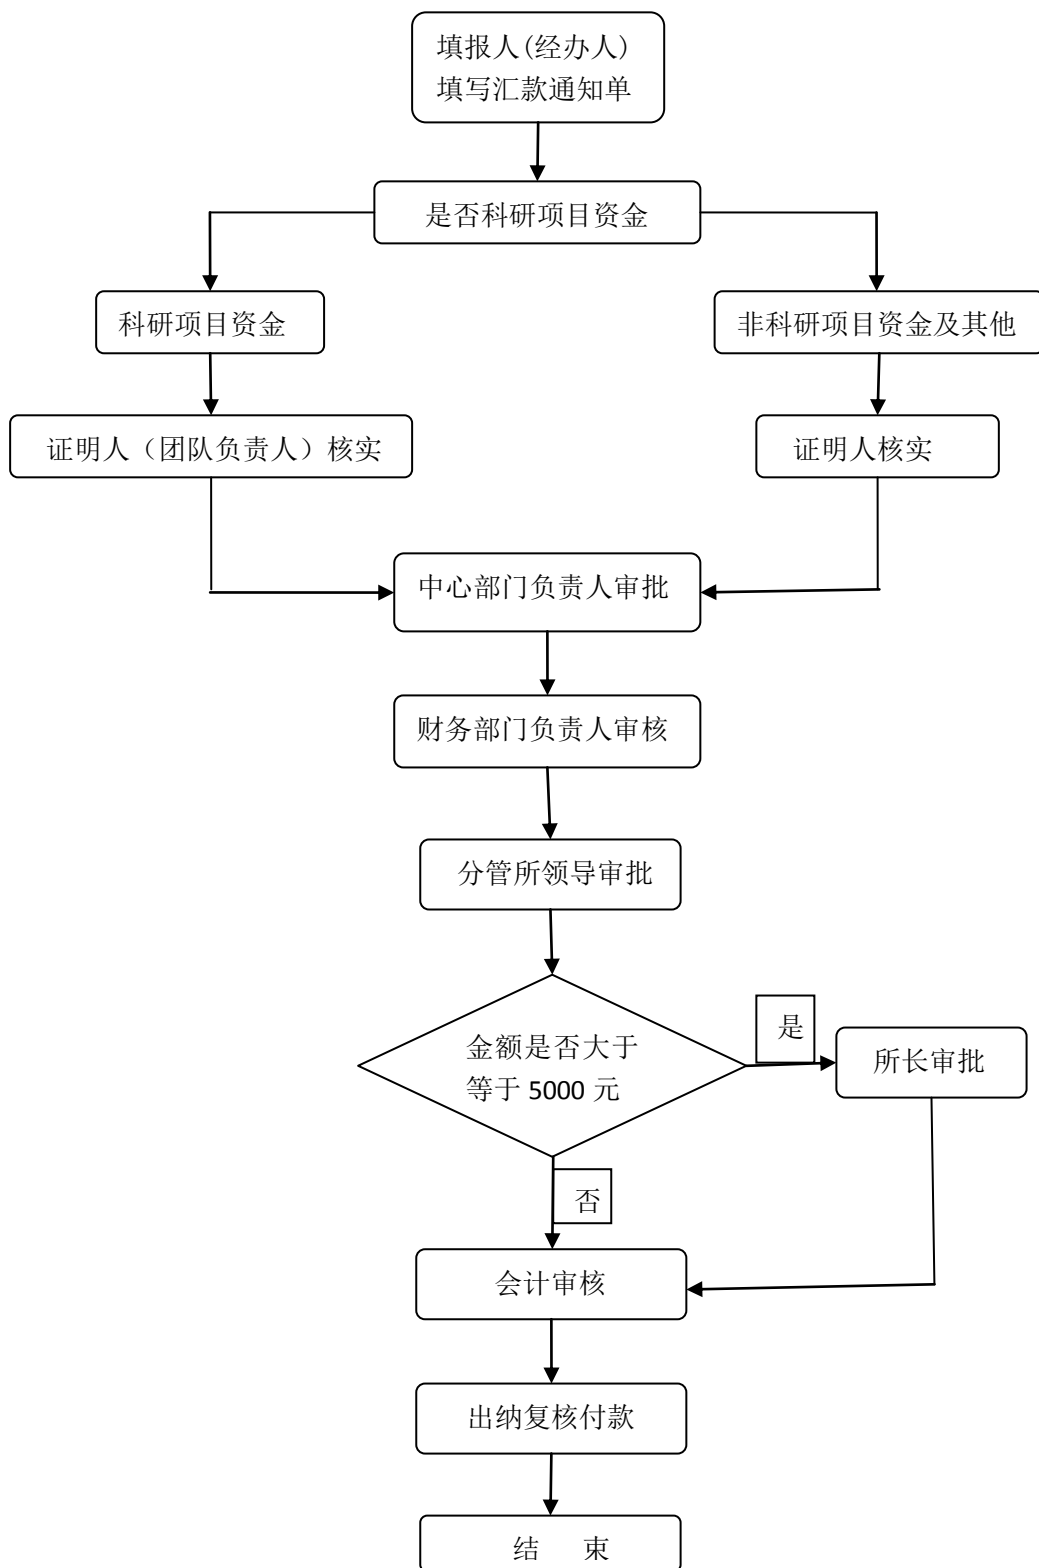 填报人(经办人)
填写汇款通知单
是否科研项目资金
科研项目资金
非科研项目资金及其他
证明人（团队负责人）核实
证明人核实
中心部门负责人审批
财务部门负责人审核
分管所领导审批
金额是否大于
等于 5000 元
是
所长审批
否
会计审核
出纳复核付款
结 束